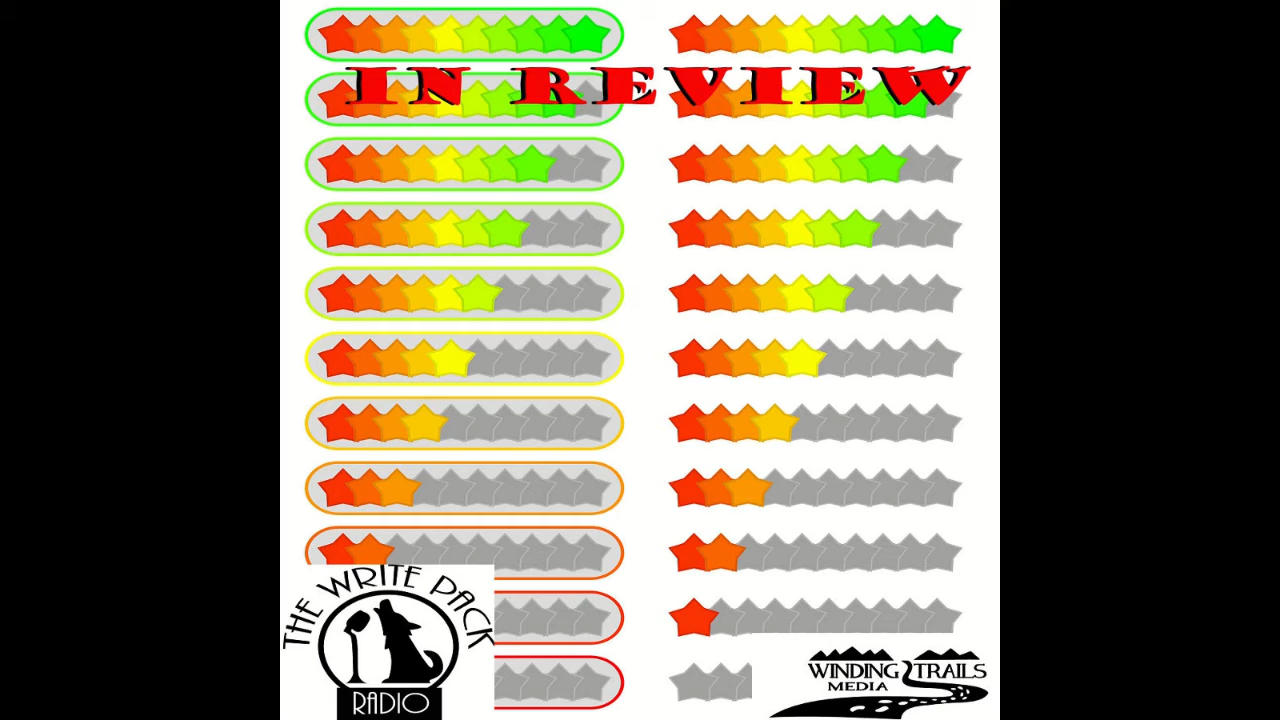 IN REVIEW
THE WRITE PACK
RADIO
WINDING TRAILS
MEDIA